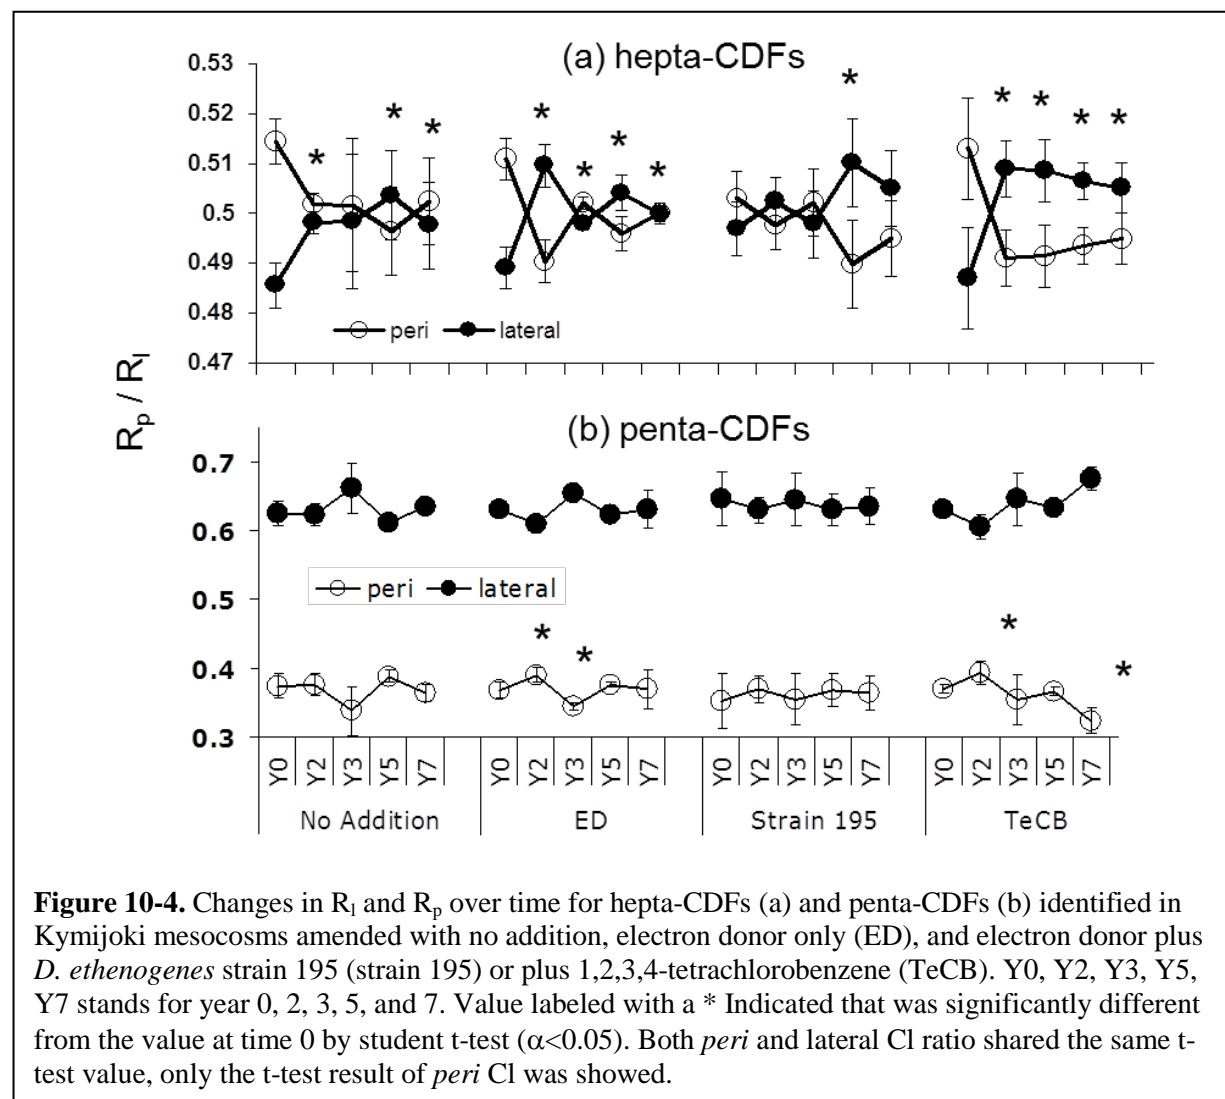 (a) hepta-CDFs
0.53
0.52
0.51
0.5
0.49
0.48
0.47
* * * * * * * * * * * *
peri lateral
Rp / Rl
(b) penta-CDFs
0.7
0.6
0.5
0.4
0.3
peri lateral
* * * *
Y0 Y2 Y3 Y5 Y7 Y0 Y2 Y3 Y5 Y7 Y0 Y2 Y3 Y5 Y7 Y0 Y2 Y3 Y5 Y7
No Addition ED Strain 195 TeCB
Figure 10-4. Changes in Rl and Rp over time for hepta-CDFs (a) and penta-CDFs (b) identified in
Kymijoki mesocosms amended with no addition, electron donor only (ED), and electron donor plus
D. ethenogenes strain 195 (strain 195) or plus 1,2,3,4-tetrachlorobenzene (TeCB). Y0, Y2, Y3, Y5,
Y7 stands for year 0, 2, 3, 5, and 7. Value labeled with a * Indicated that was significantly different
from the value at time 0 by student t-test (α<0.05). Both peri and lateral Cl ratio shared the same t-
test value, only the t-test result of peri Cl was showed.